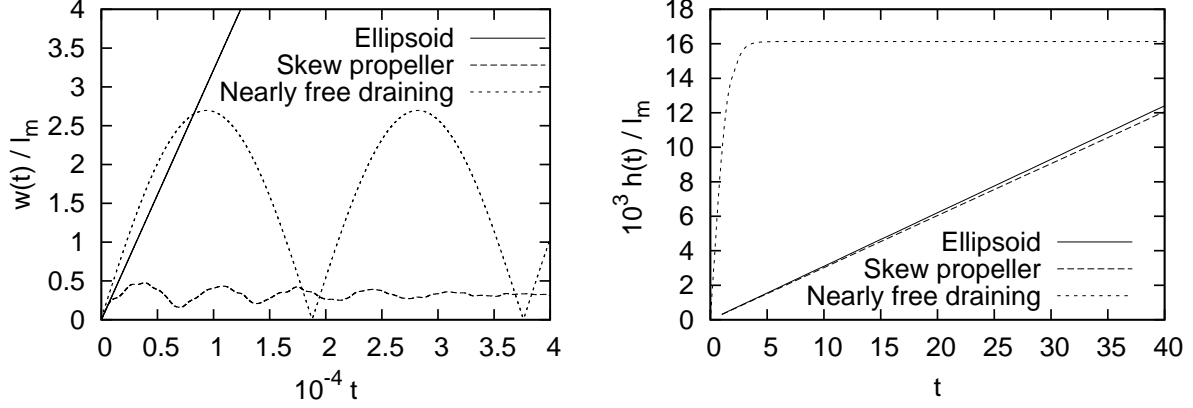 w(t) / l_m
4
3.5
3
2.5
2
1.5
1
0.5
0
Ellipsoid
Skew propeller
Nearly free draining
0 0.5 1 1.5 2 2.5 3 3.5 4
10^-4 t
10^3 h(t) / l_m
18
16
14
12
10
8
6
4
2
0
Ellipsoid
Skew propeller
Nearly free draining
0 5 10 15 20 25 30 35 40
t